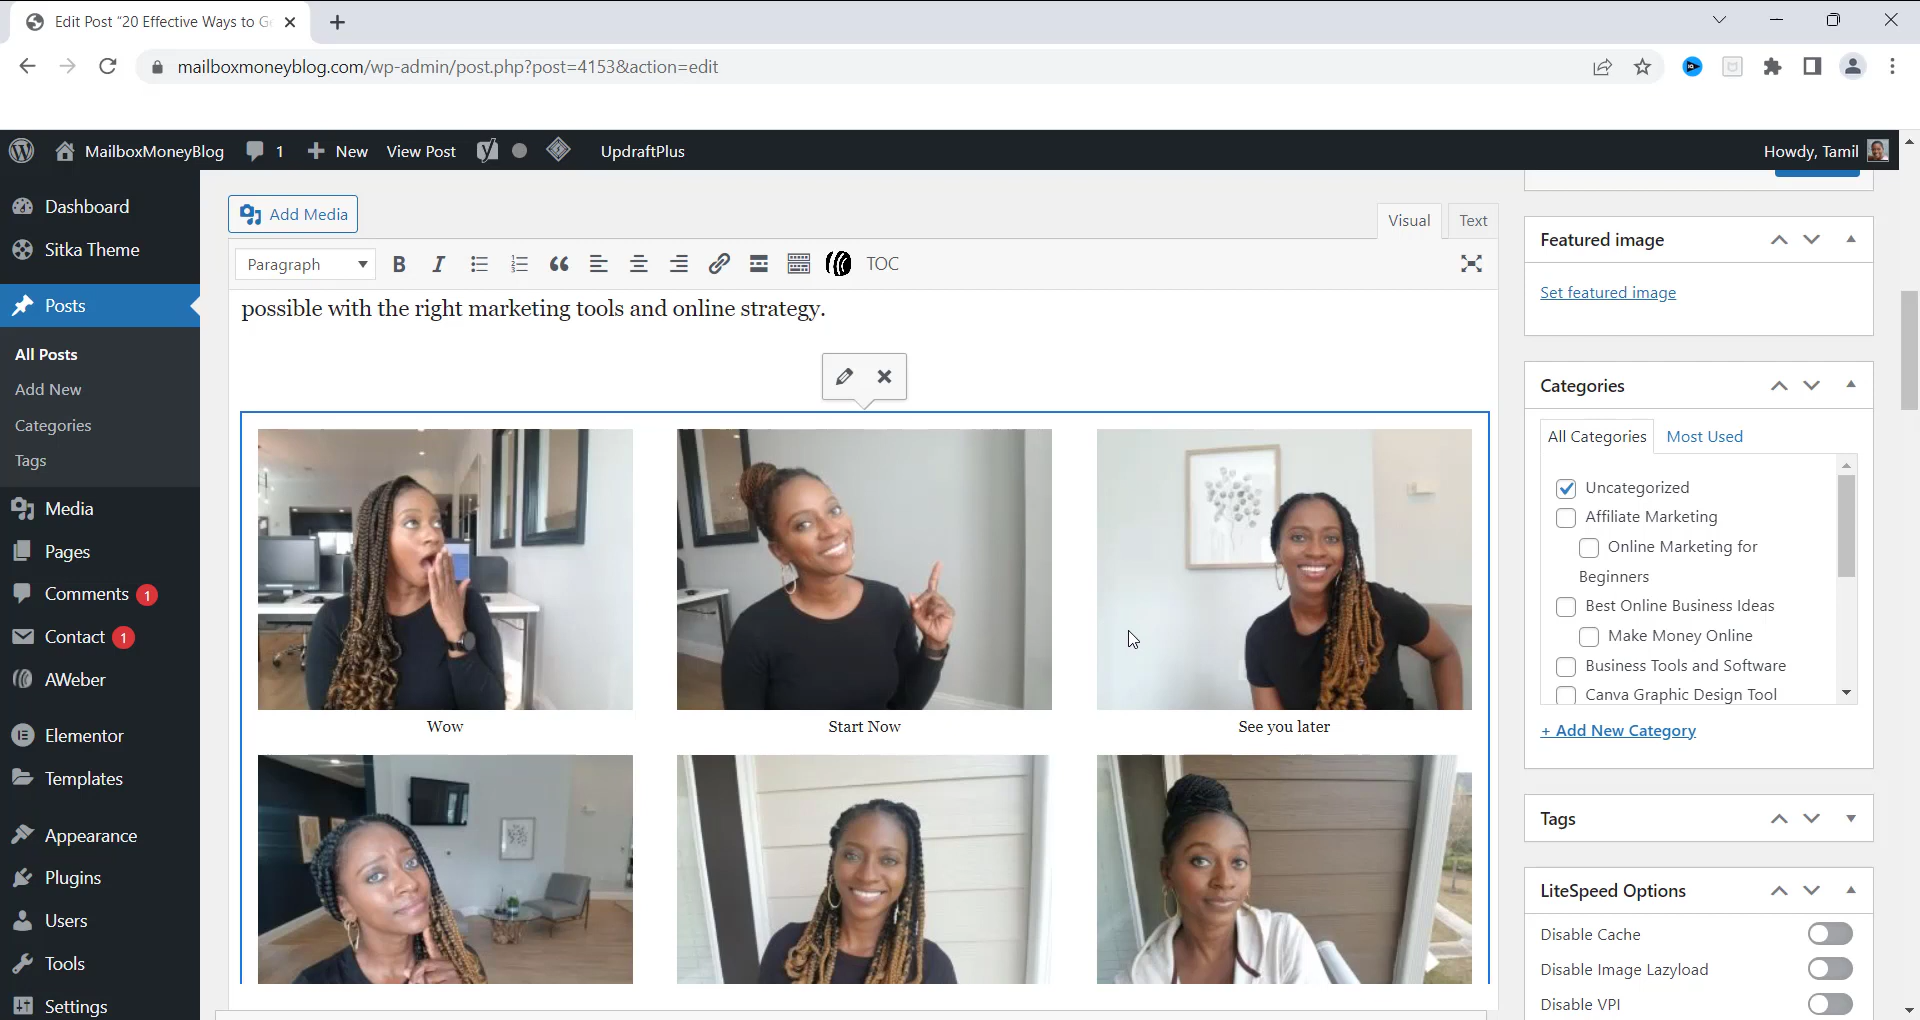 Edit Post "20 Effective Ways to Ge
mailboxmoneyblog.com/wp-admin/post.php?post=4153&action=edit
MailboxMoneyBlog 1 New View Post UpdraftPlus Howdy, Tamil
Dashboard
Sitka Theme
Posts
All Posts
Add New
Categories
Tags
Media
Pages
Comments 1
Contact 1
AWeber
Elementor
Templates
Appearance
Plugins
Users
Tools
Settings
Add Media
Visual Text
Paragraph B I TOC
possible with the right marketing tools and online strategy.
Wow
Start Now
See you later
Featured image
Set featured image
Categories
All Categories Most Used
Uncategorized
Affiliate Marketing
Online Marketing for
Beginners
Best Online Business Ideas
Make Money Online
Business Tools and Software
Canva Graphic Design Tool
+ Add New Category
Tags
LiteSpeed Options
Disable Cache
Disable Image Lazyload
Disable VPI